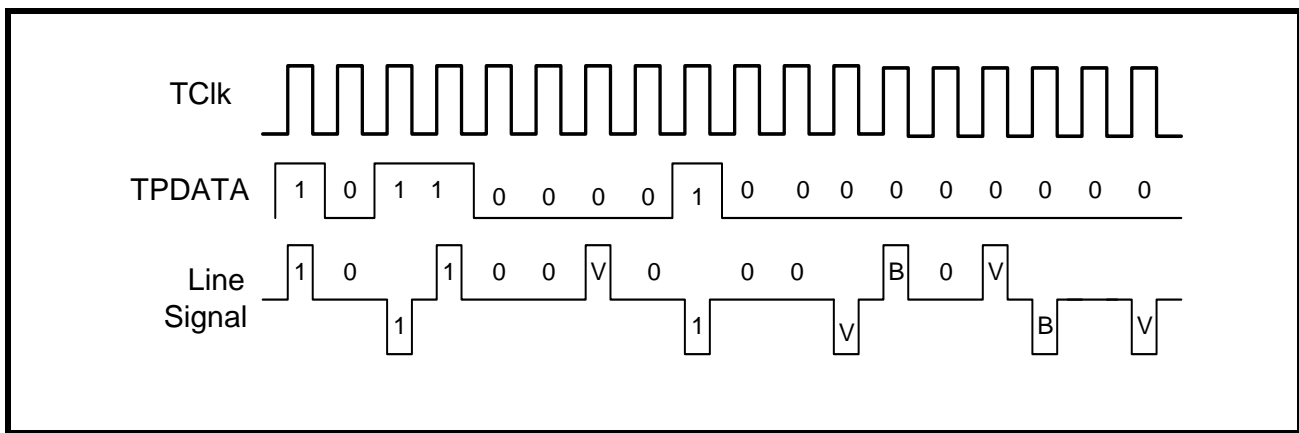 TClk
TPDATA 1 0 1 1 0 0 0 0 1 0 0 0 0 0 0 0 0 0
Line Signal
1 0 1 0 0 V 0 0 0 B 0 V
1 1 V B V